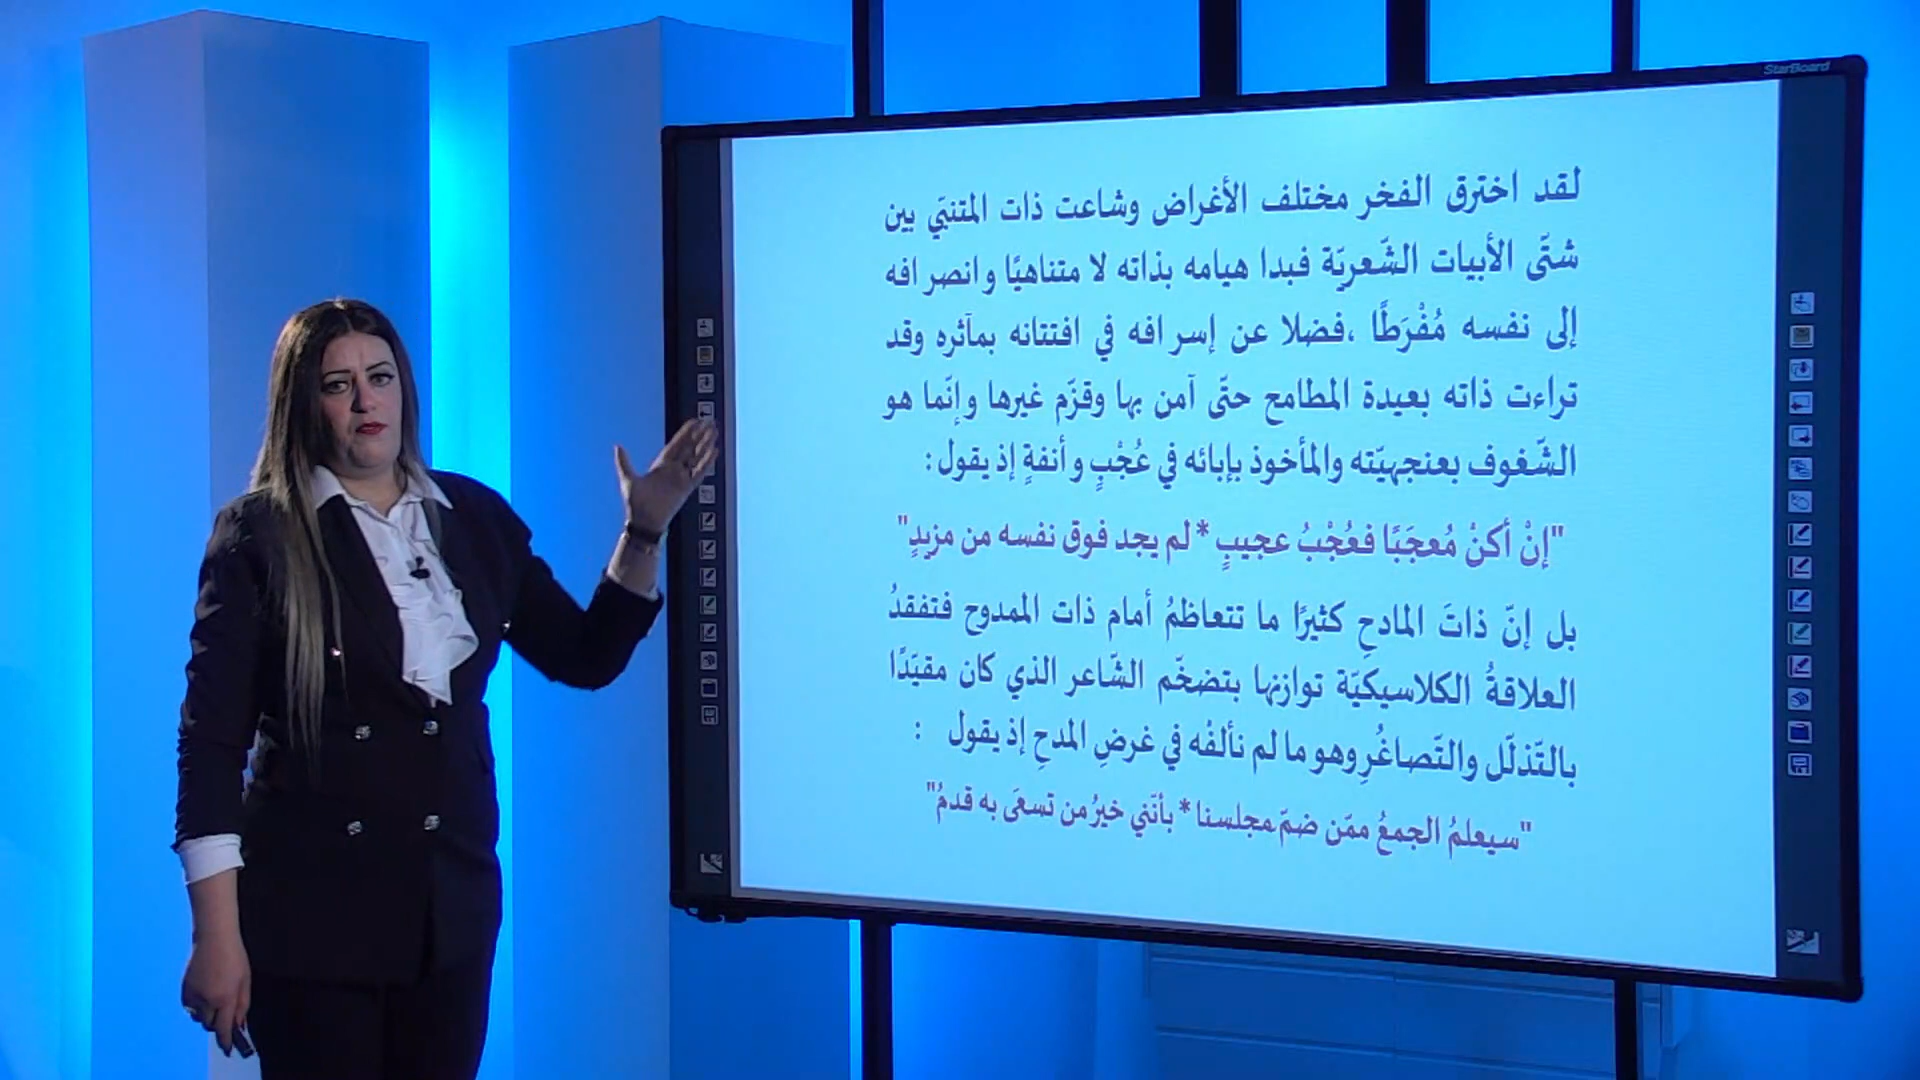 StarBoard
لقد اخترق الفخر مختلف الأغراض وشاعت ذات المتنبّي بين
شتّى الأبيات الشّعريّة فبدا هيامه بذاته لا متناهيًا وانصرافه
إلى نفسه مُفْرَطًا ،فضلا عن إسرافه في افتتانه بمآثره وقد
تراءت ذاته بعيدة المطامح حتّى آمن بها وقزّم غيرها وإنّما هو
الشّغوف بعنجهيّته والمأخوذ بإبائه في عُجْبٍ وأنفةٍ إذ يقول:
"إنْ أكنْ مُعجَبًا فعُجْبُ عجيبٍ * لم يجد فوق نفسه من مزيدٍ"
بل إنّ ذاتَ المادحِ كثيرًا ما تتعاظمُ أمام ذات الممدوح فتفقدُ
العلاقةُ الكلاسيكيّة توازنها بتضخّم الشّاعر الذي كان مقيّدًا
بالتّذلّل والتّصاغُرِ وهو ما لم نألفُه في غرضِ المدحِ إذ يقول :
"سيعلمُ الجمعُ ممّن ضمّ مجلسنا * بأنّني خيرُ من تسعَى به قدمُ"